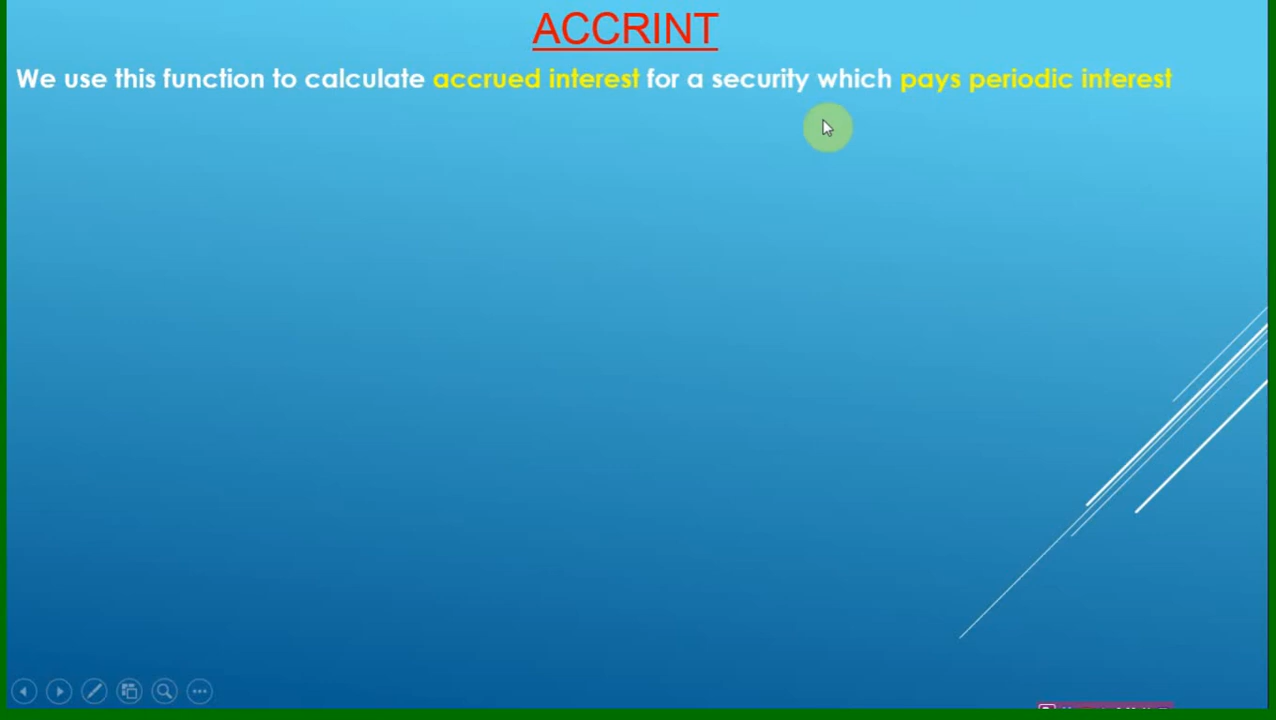 ACCRINT
We use this function to calculate accrued interest for a security which pays periodic interest